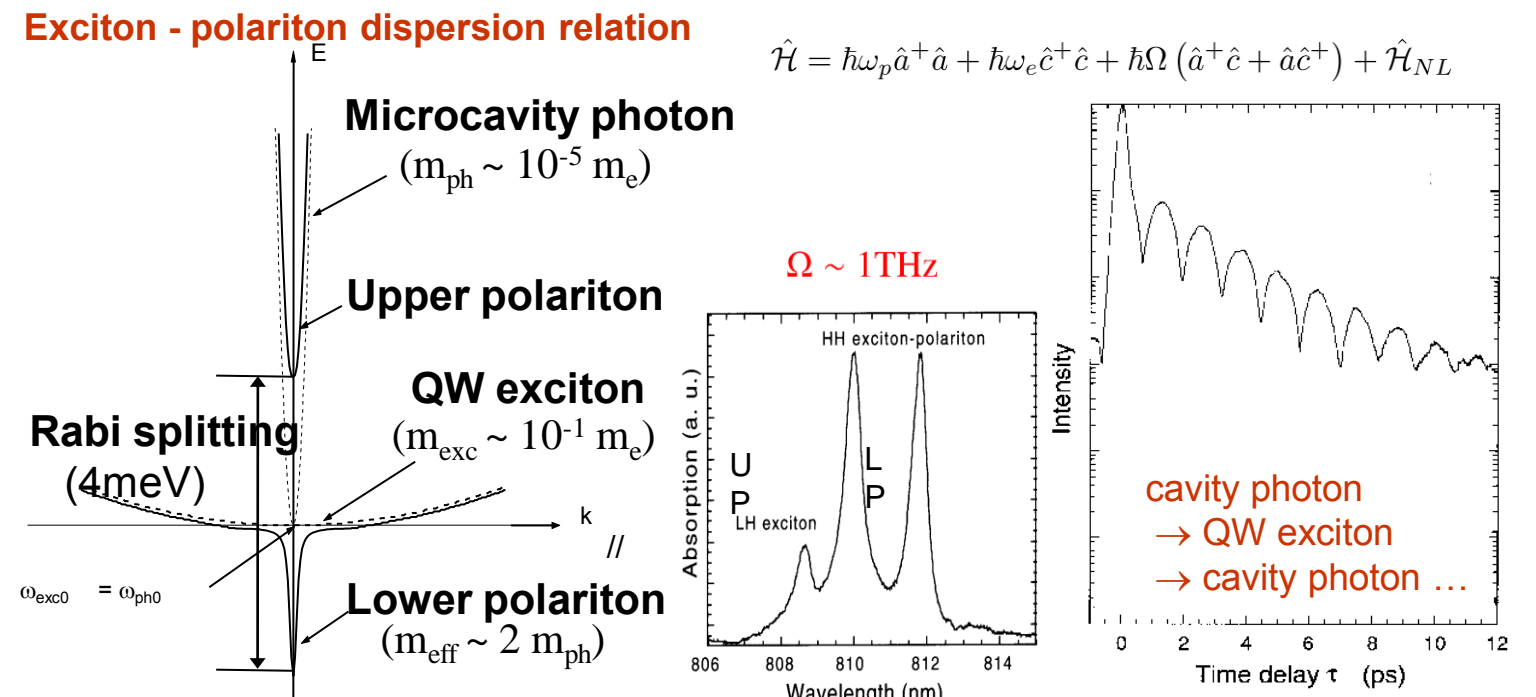 Exciton - polariton dispersion relation
E
Microcavity photon
(m_ph ~ 10^-5 m_e)
Upper polariton
QW exciton
(m_exc ~ 10^-1 m_e)
Rabi splitting
(4meV)
k
//
ω_exc0 = ω_ph0
Lower polariton
(m_eff ~ 2 m_ph)
Ĥ = ħω_p â⁺â + ħω_e ĉ⁺ĉ + ħΩ (â⁺ĉ + âĉ⁺) + Ĥ_NL
Ω ~ 1THz
HH exciton-polariton
U
P
L
P
LH exciton
Absorption (a. u.)
806 808 810 812 814
Wavelength (nm)
Intensity
cavity photon
→ QW exciton
→ cavity photon …
0 2 4 6 8 10 12
Time delay τ (ps)